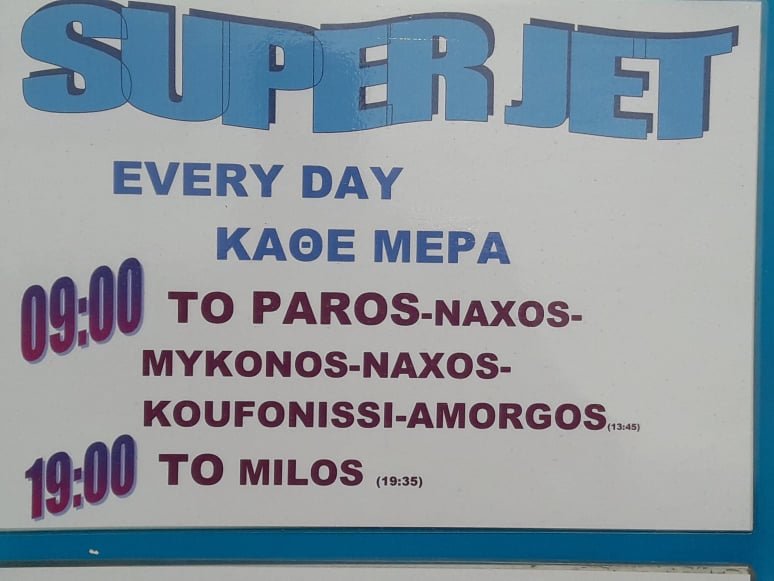 SUPER JET
EVERY DAY
ΚΑΘΕ ΜΕΡΑ
09:00 TO PAROS-NAXOS-
MYKONOS-NAXOS-
KOUFONISSI-AMORGOS (13:45)
19:00 TO MILOS (19:35)